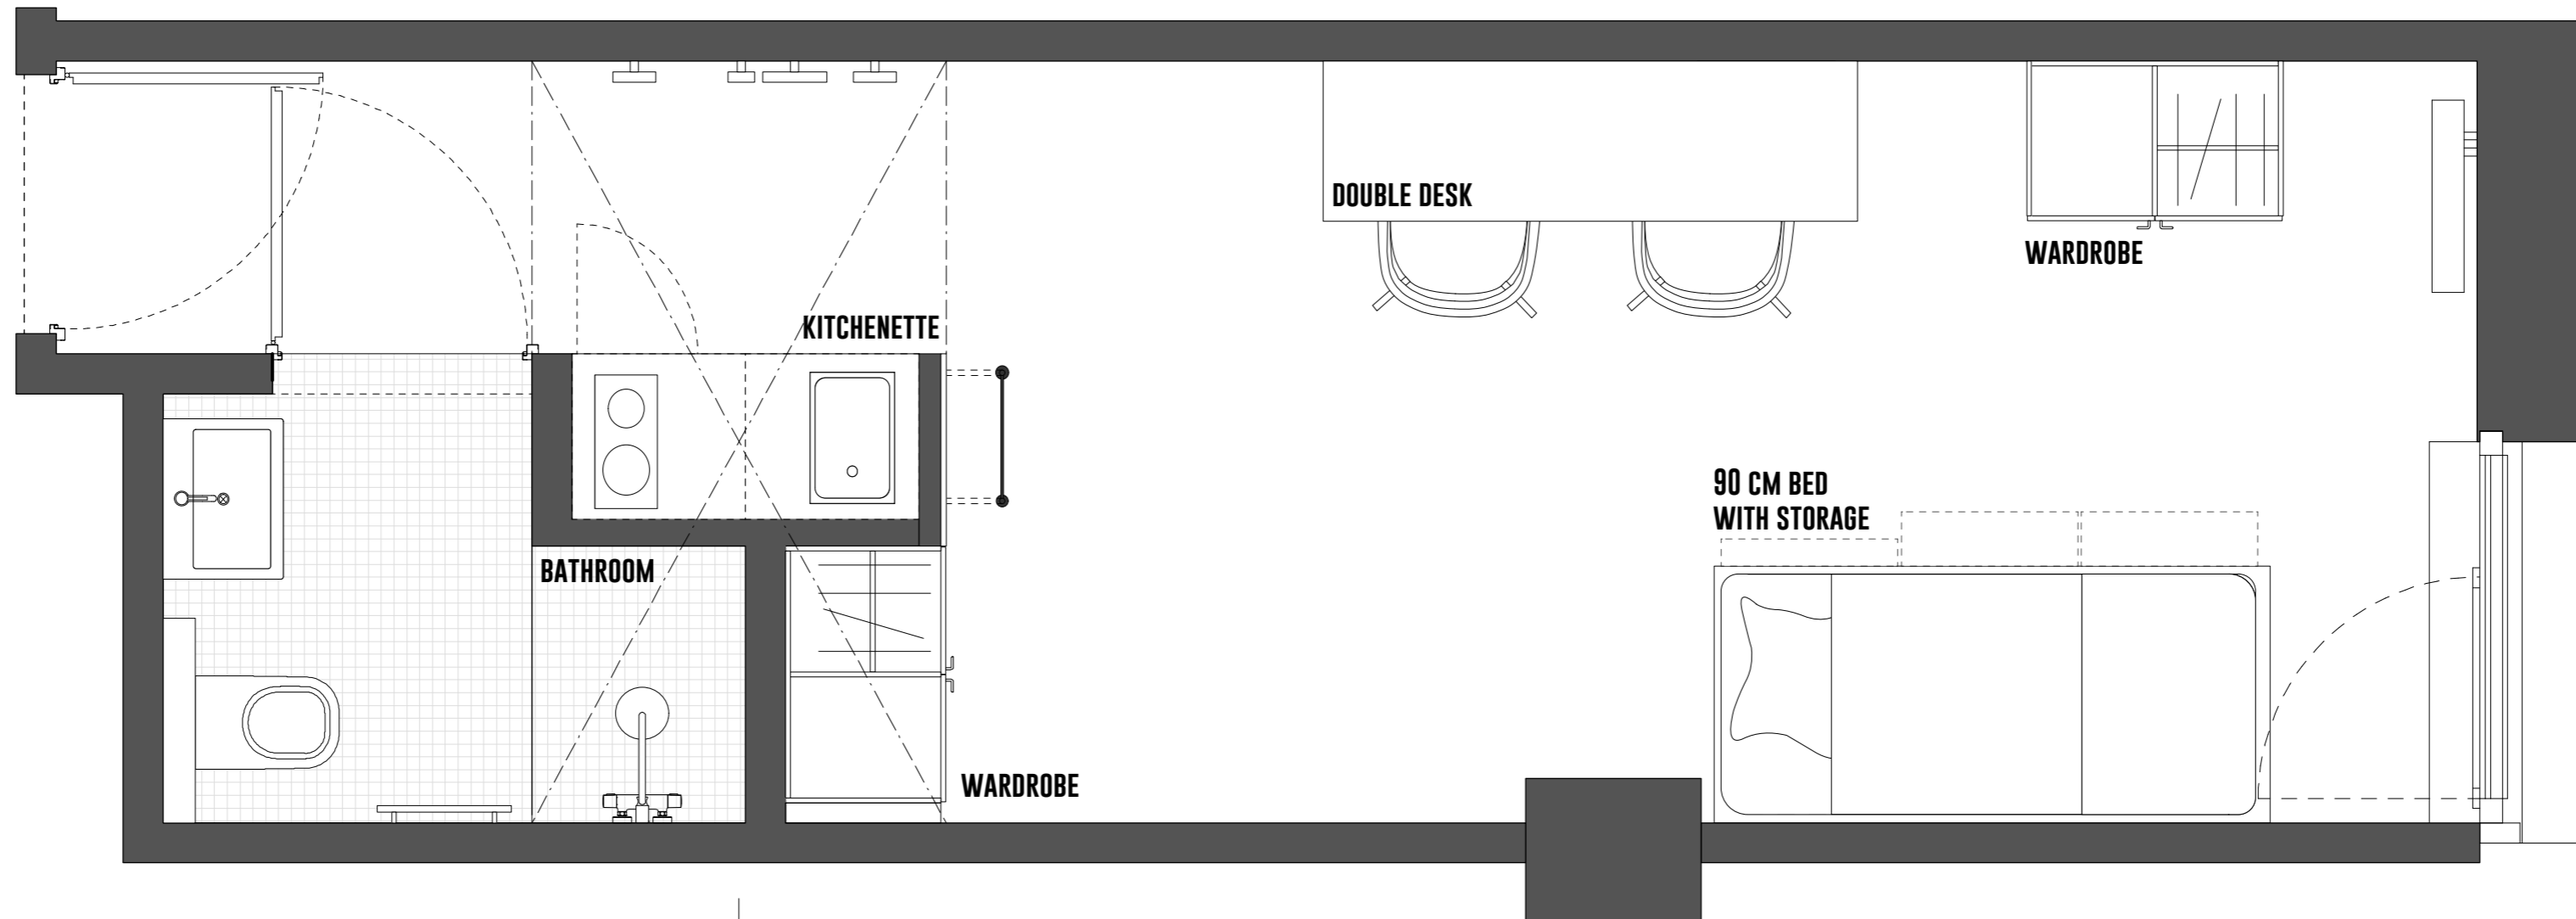 DOUBLE DESK
WARDROBE
KITCHENETTE
90 CM BED
WITH STORAGE
BATHROOM
WARDROBE